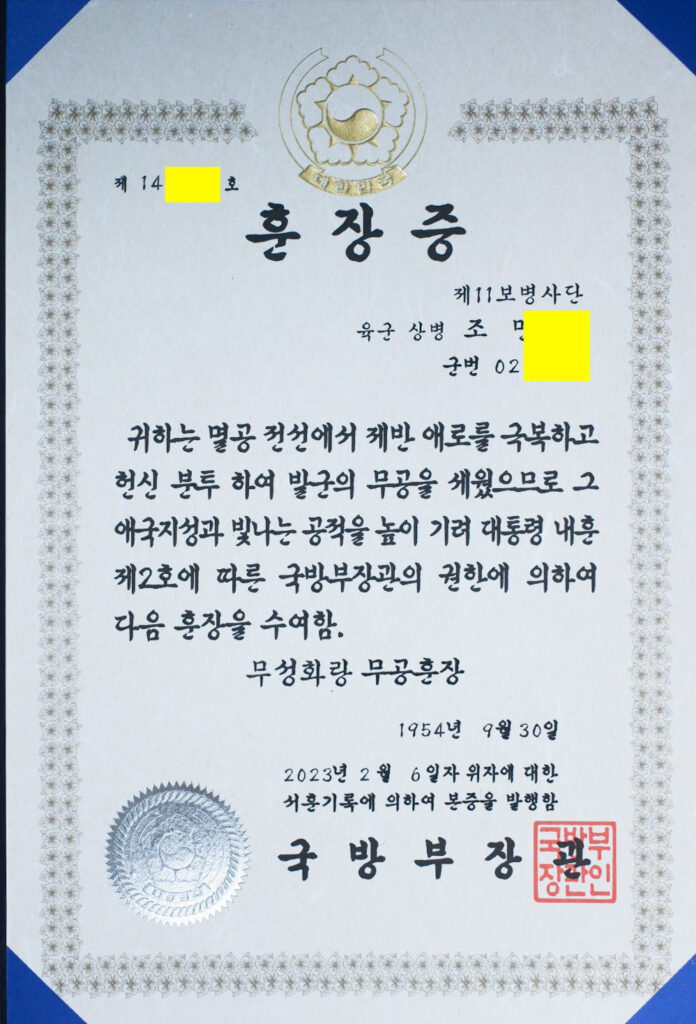 대한민국
제 14 호
훈장증
제11보병사단
육군 상병 조
군번 02
귀하는 멸공 전선에서 제반 애로를 극복하고
헌신 분투 하여 발군의 무공을 세웠으므로 그
애국지성과 빛나는 공적을 높이 기려 대통령 내훈
제2호에 따른 국방부장관의 권한에 의하여
다음 훈장을 수여함.
무성화랑 무공훈장
1954년 9월 30일
2023년 2월 6일자 위자에 대한
서훈기록에 의하여 본증을 발행함
국방부장관
국방부
장관인